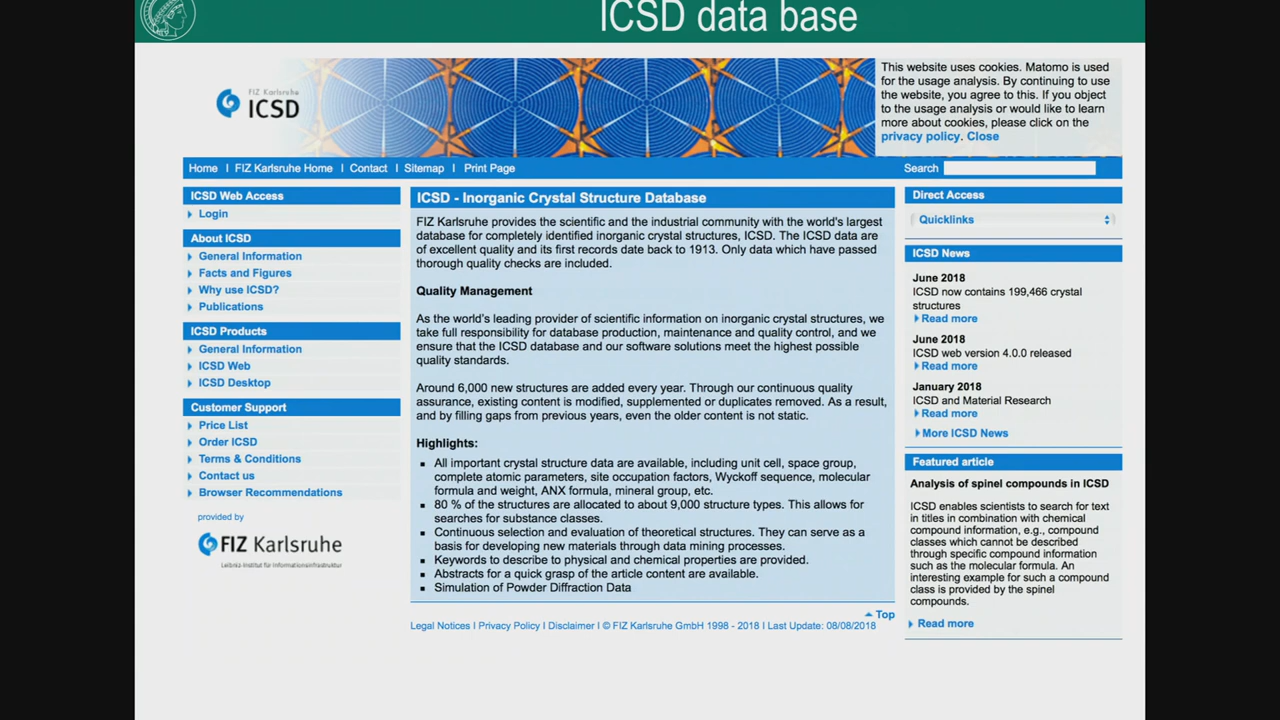 ICSD data base
FIZ Karlsruhe
ICSD
This website uses cookies. Matomo is used
for the usage analysis. By continuing to use
the website, you agree to this. If you object
to the usage analysis or would like to learn
more about cookies, please click on the
privacy policy. Close
Home I FIZ Karlsruhe Home I Contact I Sitemap I Print Page
Search
ICSD Web Access
Login
About ICSD
General Information
Facts and Figures
Why use ICSD?
Publications
ICSD Products
General Information
ICSD Web
ICSD Desktop
Customer Support
Price List
Order ICSD
Terms & Conditions
Contact us
Browser Recommendations
provided by
FIZ Karlsruhe
Leibniz-Institut für Informationsinfrastruktur
ICSD - Inorganic Crystal Structure Database
FIZ Karlsruhe provides the scientific and the industrial community with the world's largest
database for completely identified inorganic crystal structures, ICSD. The ICSD data are
of excellent quality and its first records date back to 1913. Only data which have passed
thorough quality checks are included.
Quality Management
As the world's leading provider of scientific information on inorganic crystal structures, we
take full responsibility for database production, maintenance and quality control, and we
ensure that the ICSD database and our software solutions meet the highest possible
quality standards.
Around 6,000 new structures are added every year. Through our continuous quality
assurance, existing content is modified, supplemented or duplicates removed. As a result,
and by filling gaps from previous years, even the older content is not static.
Highlights:
All important crystal structure data are available, including unit cell, space group,
complete atomic parameters, site occupation factors, Wyckoff sequence, molecular
formula and weight, ANX formula, mineral group, etc.
80 % of the structures are allocated to about 9,000 structure types. This allows for
searches for substance classes.
Continuous selection and evaluation of theoretical structures. They can serve as a
basis for developing new materials through data mining processes.
Keywords to describe to physical and chemical properties are provided.
Abstracts for a quick grasp of the article content are available.
Simulation of Powder Diffraction Data
Top
Legal Notices I Privacy Policy I Disclaimer I © FIZ Karlsruhe GmbH 1998 - 2018 I Last Update: 08/08/2018
Direct Access
Quicklinks
ICSD News
June 2018
ICSD now contains 199,466 crystal
structures
Read more
June 2018
ICSD web version 4.0.0 released
Read more
January 2018
ICSD and Material Research
Read more
More ICSD News
Featured article
Analysis of spinel compounds in ICSD
ICSD enables scientists to search for text
in titles in combination with chemical
compound information, e.g., compound
classes which cannot be described
through specific compound information
such as the molecular formula. An
interesting example for such a compound
class is provided by the spinel
compounds.
Read more